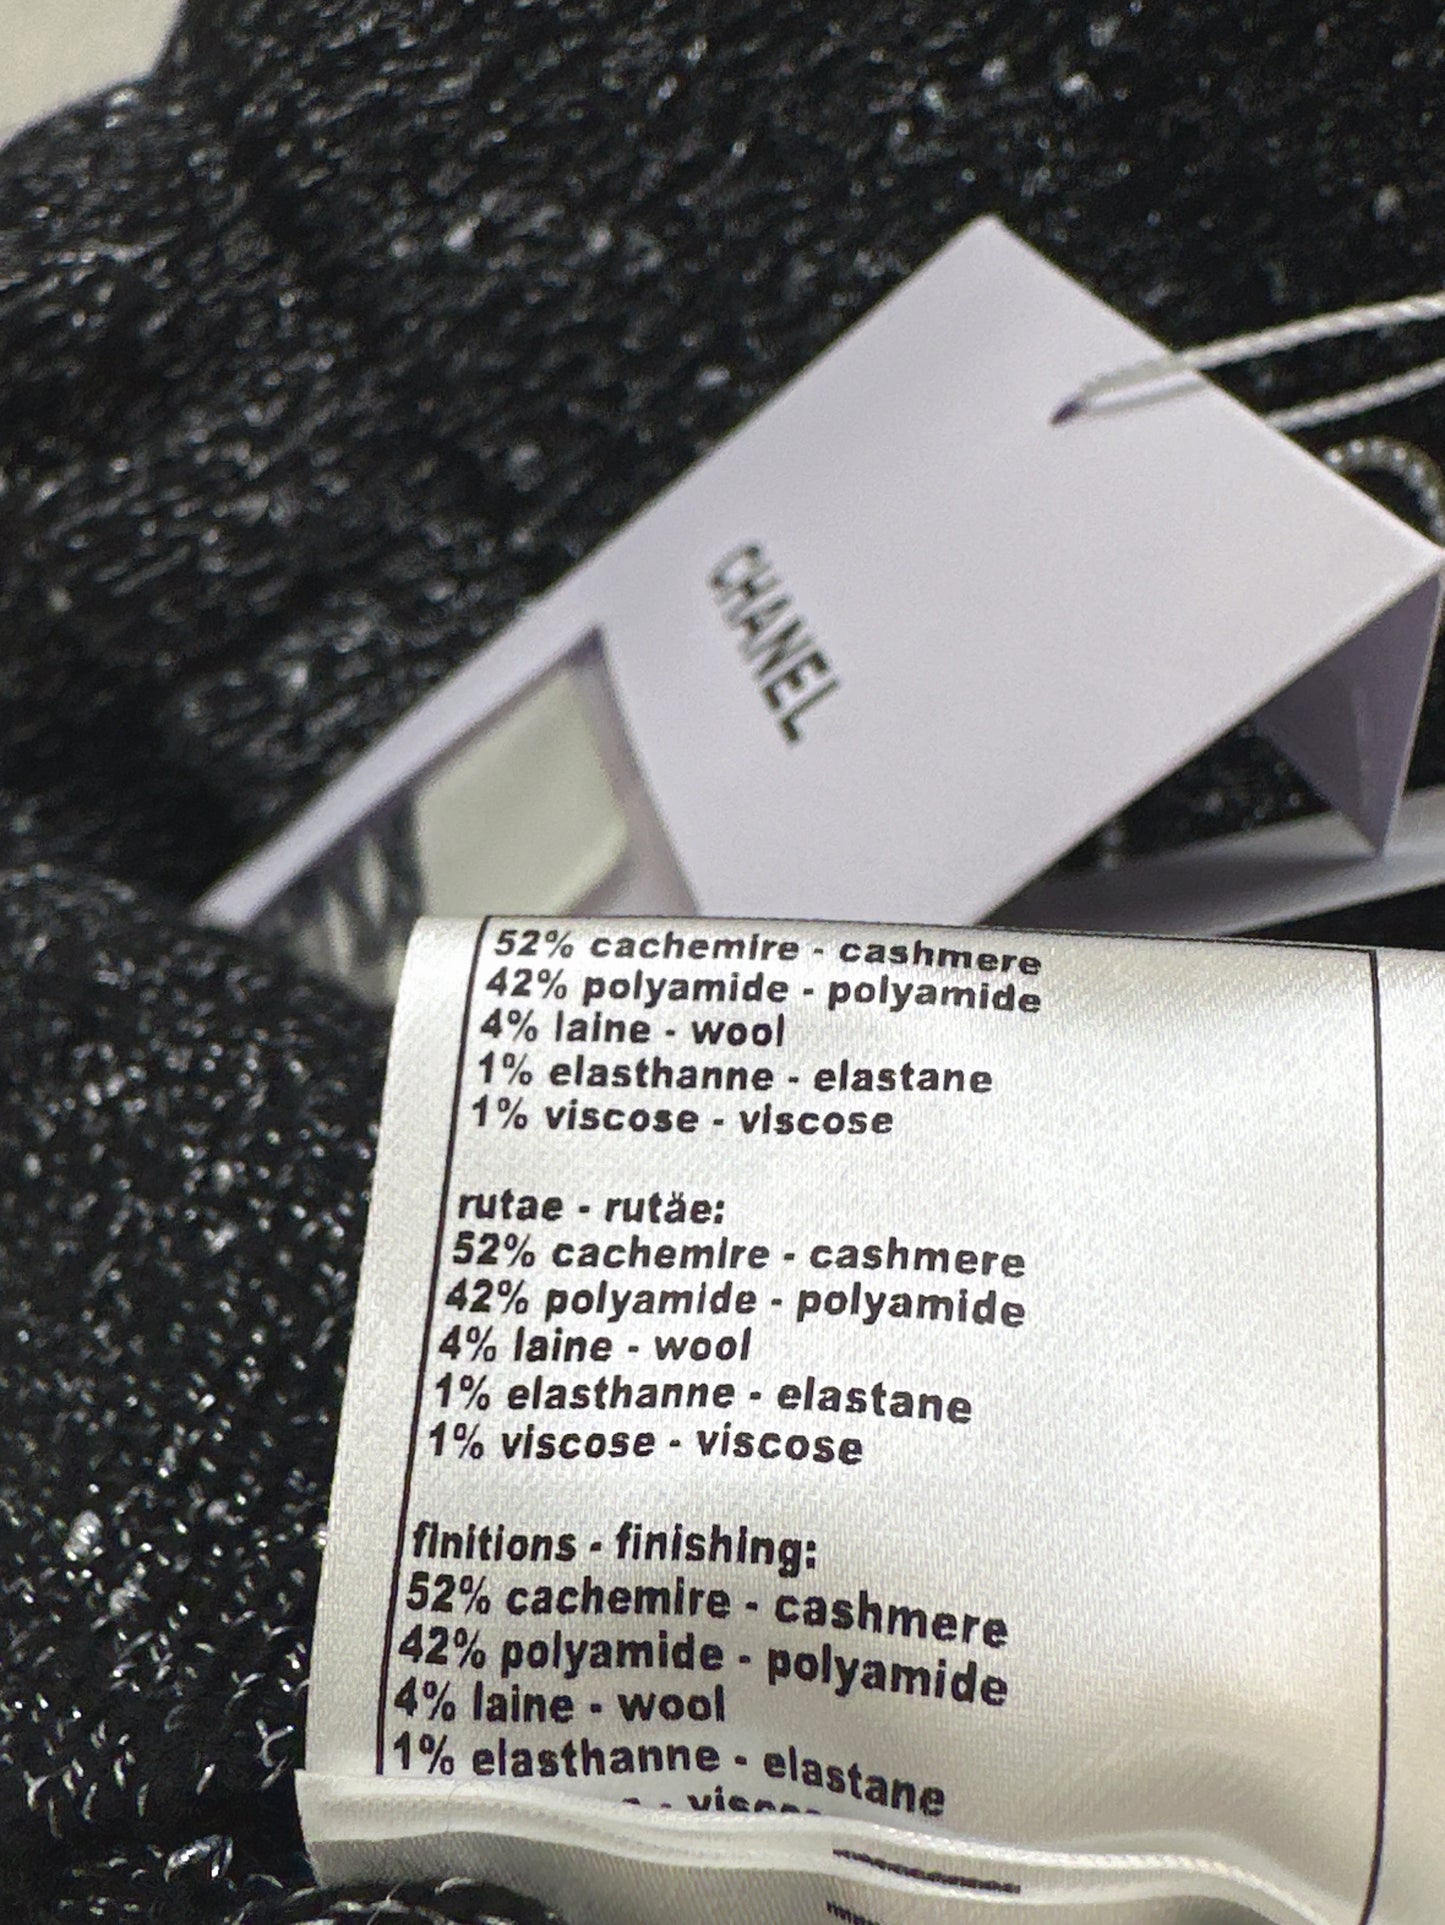 CHANEL
52% cachemire - cashmere
42% polyamide - polyamide
4% laine - wool
1% elasthanne - elastane
1% viscose - viscose
rutae - rutäe:
52% cachemire - cashmere
42% polyamide - polyamide
4% laine - wool
1% elasthanne - elastane
1% viscose - viscose
finitions - finishing:
52% cachemire - cashmere
42% polyamide - polyamide
4% laine - wool
1% elasthanne - elastane